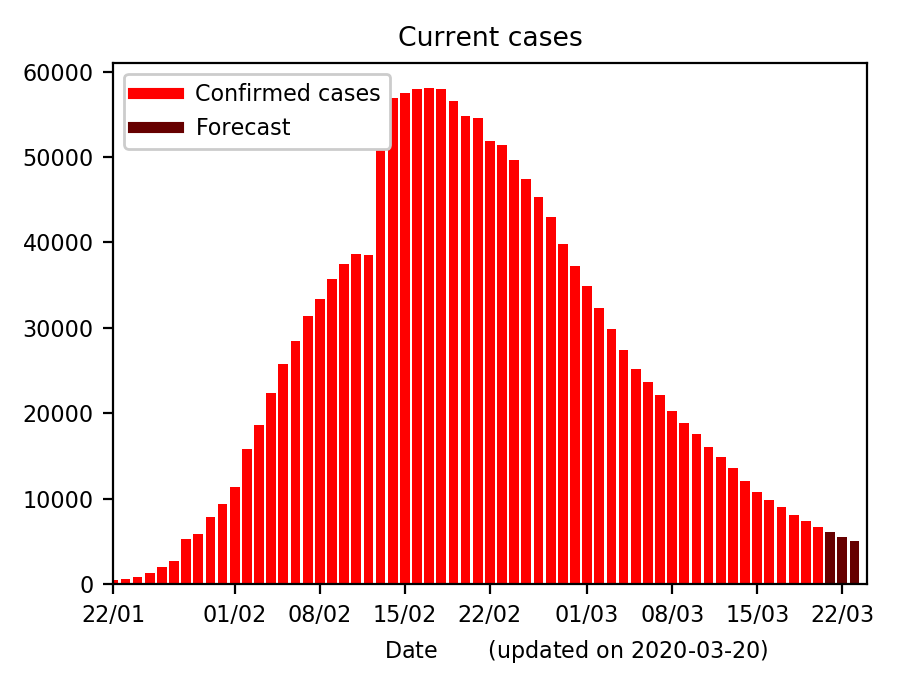 Current cases
60000
50000
40000
30000
20000
10000
0
Confirmed cases
Forecast
22/01 01/02 08/02 15/02 22/02 01/03 08/03 15/03 22/03
Date (updated on 2020-03-20)